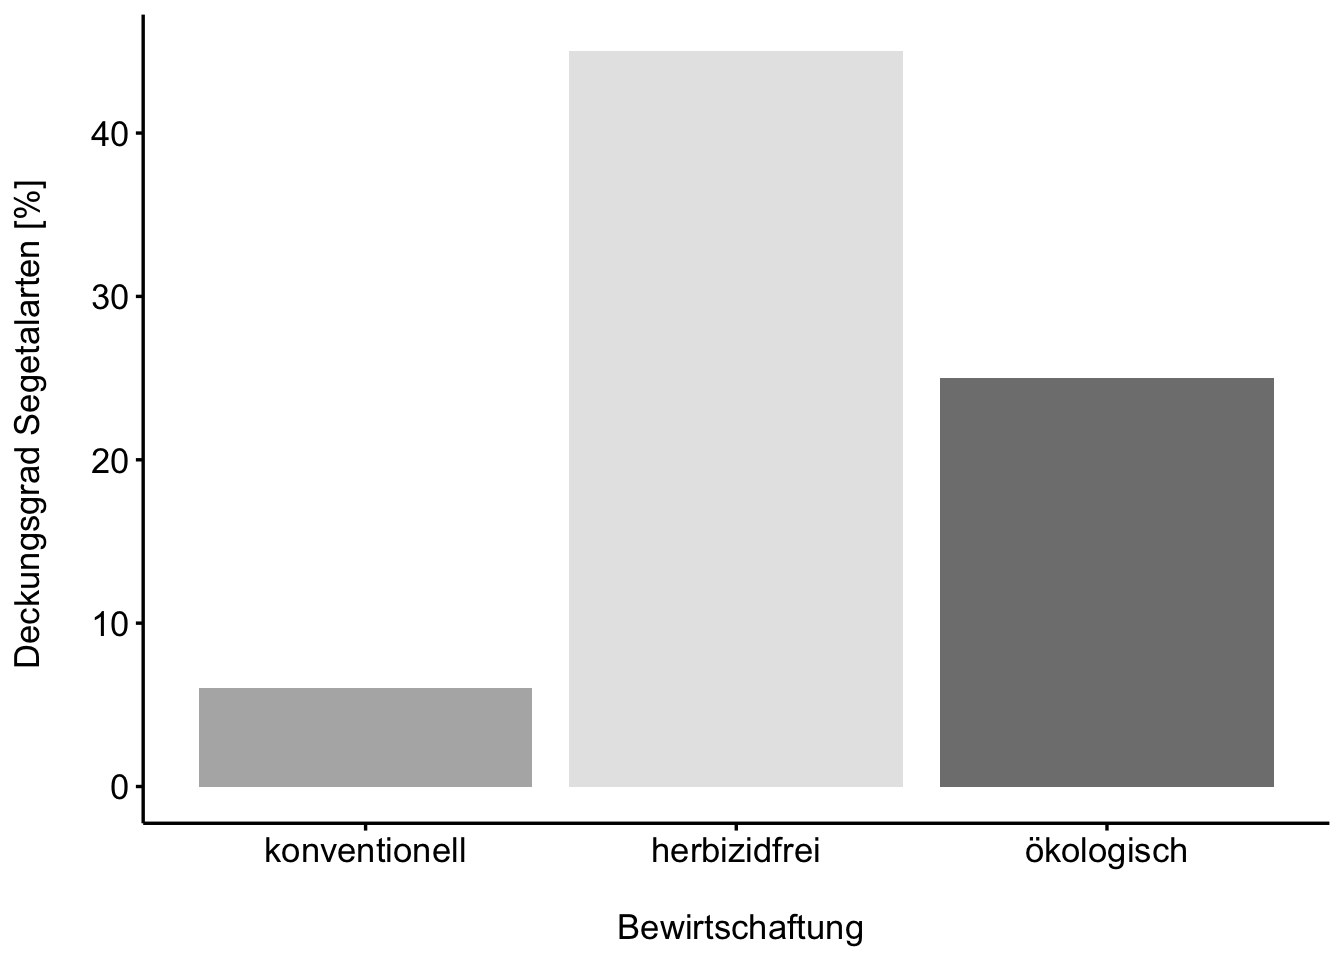 Deckungsgrad Segetalarten [%]
40
30
20
10
0
konventionell herbizidfrei ökologisch
Bewirtschaftung